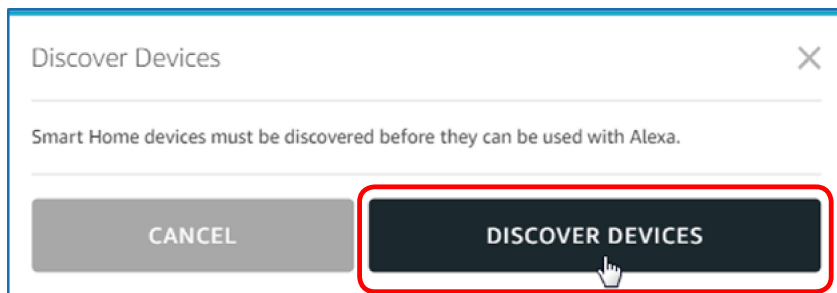 Discover Devices
Smart Home devices must be discovered before they can be used with Alexa.
CANCEL
DISCOVER DEVICES